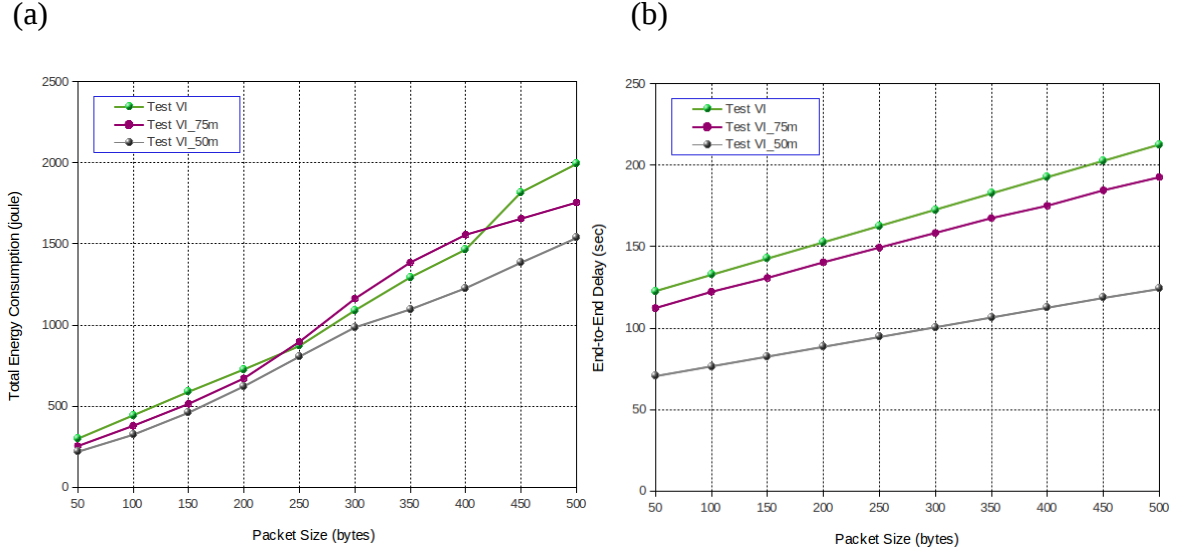 (a)
(b)
Total Energy Consumption (joule)
2500
2000
1500
1000
500
0
Test VI
Test VI_75m
Test VI_50m
50 100 150 200 250 300 350 400 450 500
Packet Size (bytes)
End-to-End Delay (sec)
250
200
150
100
50
0
Test VI
Test VI_75m
Test VI_50m
50 100 150 200 250 300 350 400 450 500
Packet Size (bytes)